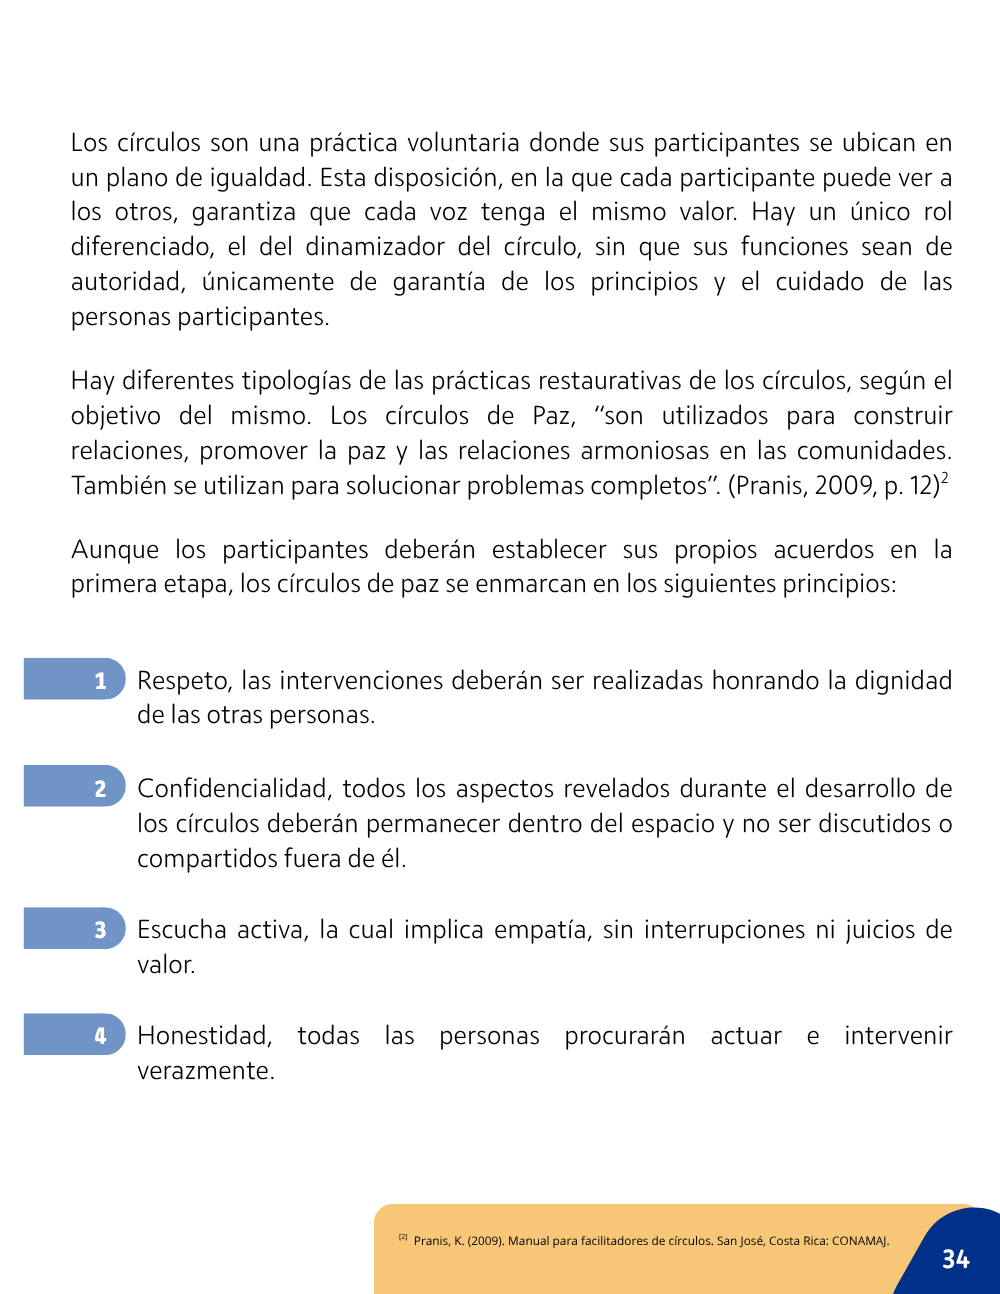 Los círculos son una práctica voluntaria donde sus participantes se ubican en
un plano de igualdad. Esta disposición, en la que cada participante puede ver a
los otros, garantiza que cada voz tenga el mismo valor. Hay un único rol
diferenciado, el del dinamizador del círculo, sin que sus funciones sean de
autoridad, únicamente de garantía de los principios y el cuidado de las
personas participantes.
Hay diferentes tipologías de las prácticas restaurativas de los círculos, según el
objetivo del mismo. Los círculos de Paz, “son utilizados para construir
relaciones, promover la paz y las relaciones armoniosas en las comunidades.
También se utilizan para solucionar problemas completos”. (Pranis, 2009, p. 12)2
Aunque los participantes deberán establecer sus propios acuerdos en la
primera etapa, los círculos de paz se enmarcan en los siguientes principios:
1 Respeto, las intervenciones deberán ser realizadas honrando la dignidad
de las otras personas.
2 Confidencialidad, todos los aspectos revelados durante el desarrollo de
los círculos deberán permanecer dentro del espacio y no ser discutidos o
compartidos fuera de él.
3 Escucha activa, la cual implica empatía, sin interrupciones ni juicios de
valor.
4 Honestidad, todas las personas procurarán actuar e intervenir
verazmente.
[2] Pranis, K. (2009). Manual para facilitadores de círculos. San José, Costa Rica: CONAMAJ.
34